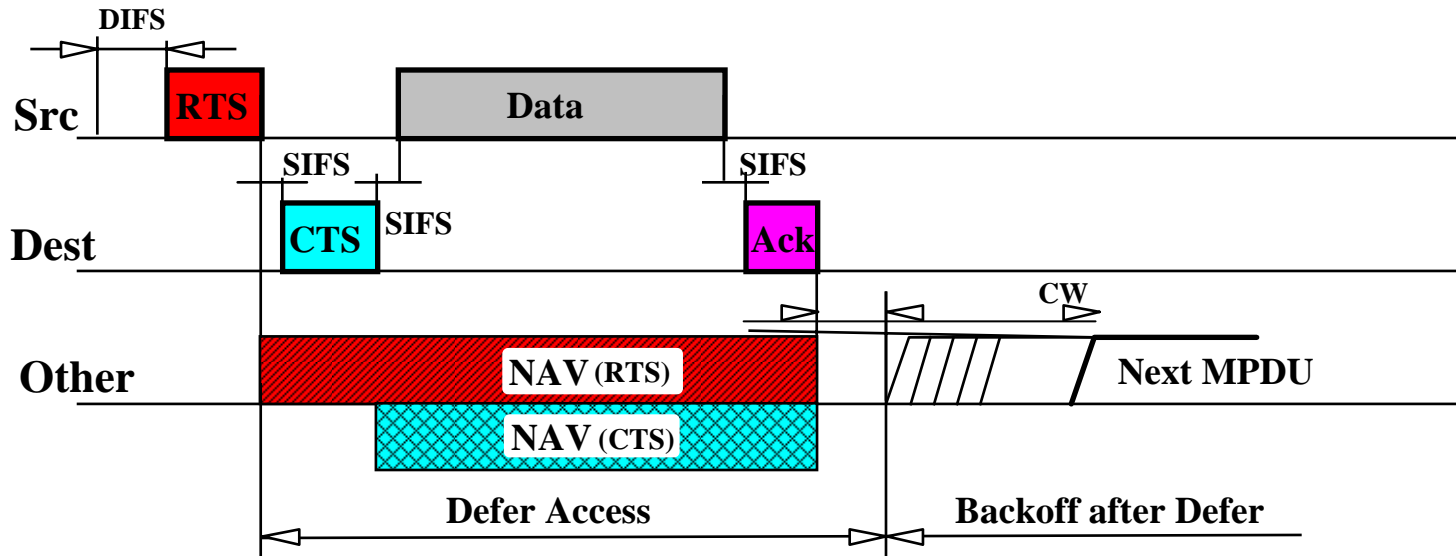 DIFS
Src
RTS
Data
SIFS
SIFS
Dest
CTS
SIFS
Ack
CW
Other
NAV (RTS)
Next MPDU
NAV (CTS)
Defer Access
Backoff after Defer